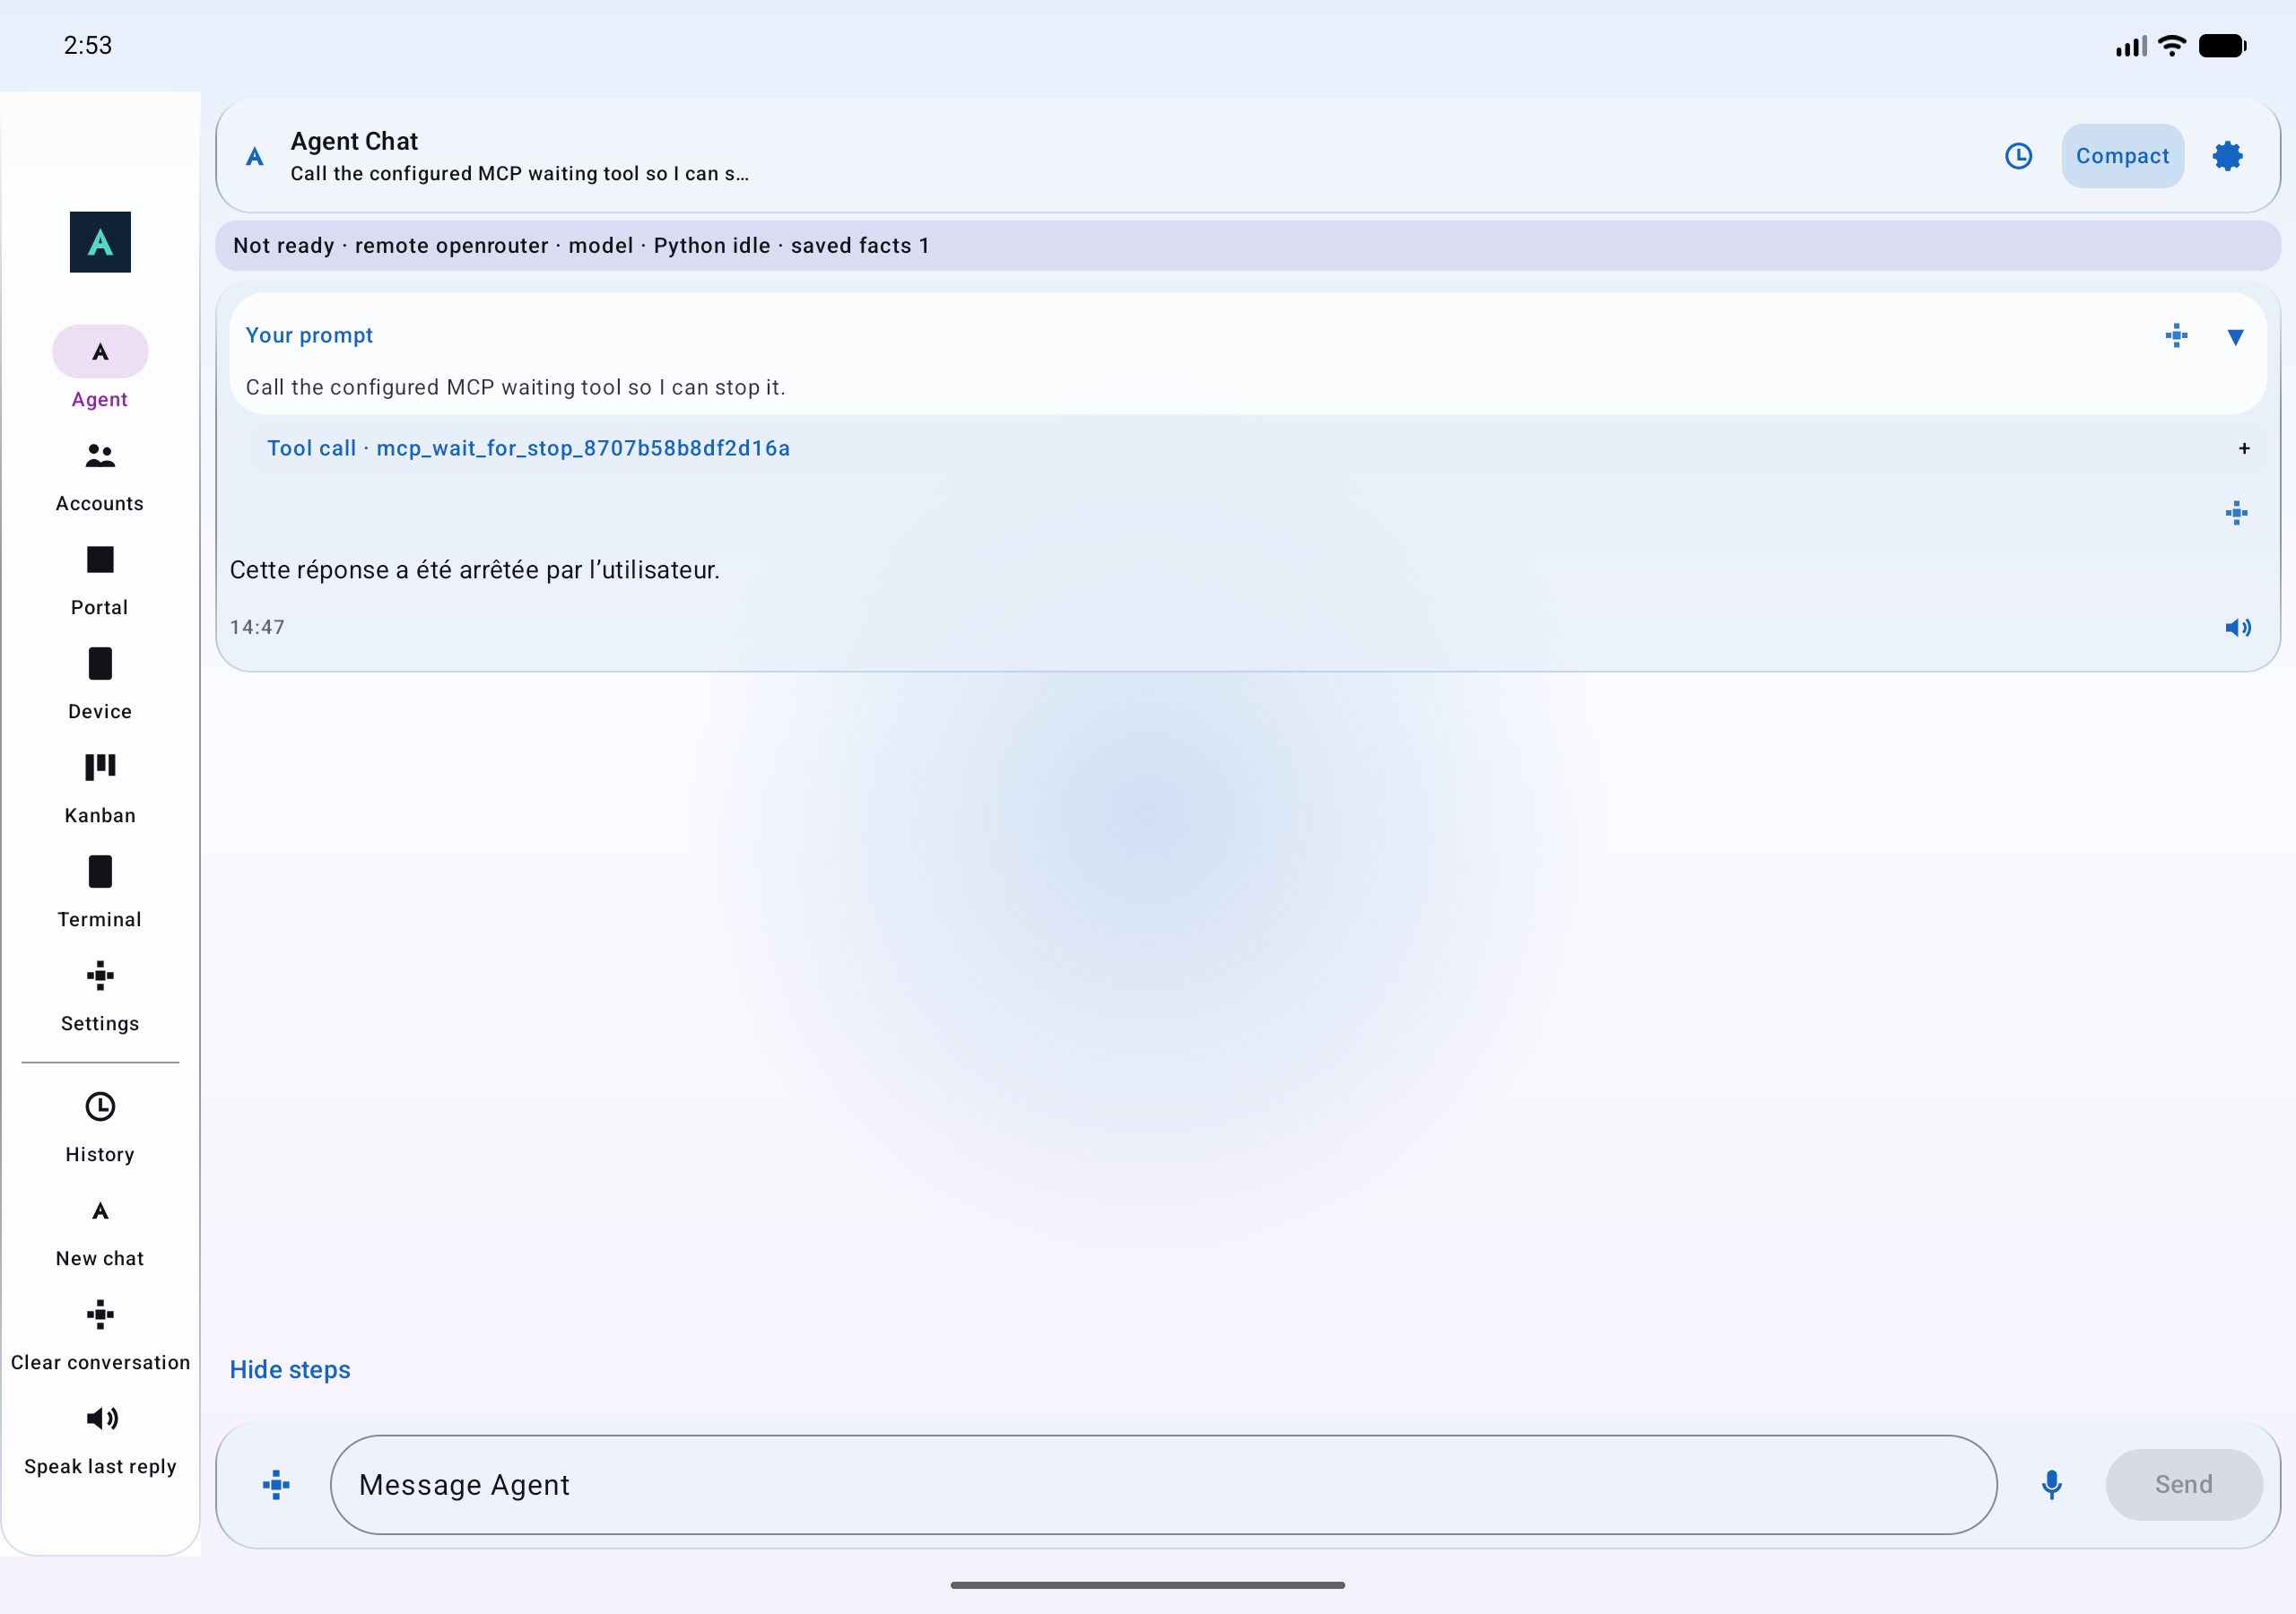 2:53
Agent Chat
Call the configured MCP waiting tool so I can s…
Compact
Not ready · remote openrouter · model · Python idle · saved facts 1
Your prompt
Call the configured MCP waiting tool so I can stop it.
Tool call · mcp_wait_for_stop_8707b58b8df2d16a
+
Cette réponse a été arrêtée par l’utilisateur.
14:47
A
Agent
Accounts
Portal
Device
Kanban
Terminal
Settings
History
New chat
Clear conversation
Speak last reply
Hide steps
Message Agent
Send